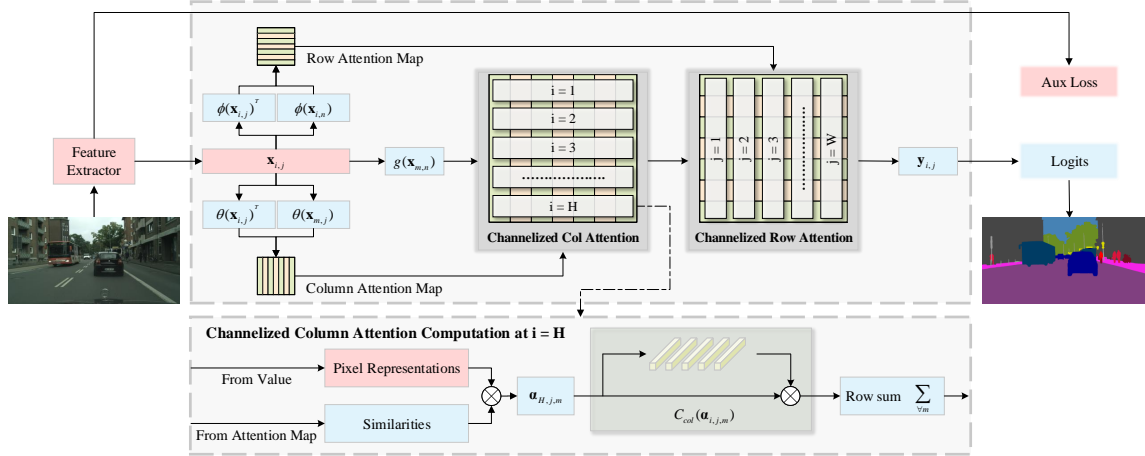 Row Attention Map
ϕ(x_{i,j})^T
ϕ(x_{i,n})
Feature
Extractor
x_{i,j}
g(x_{m,n})
θ(x_{i,j})^T
θ(x_{m,j})
Column Attention Map
i = 1
i = 2
i = 3
i = H
Channelized Col Attention
j = 1
j = 2
j = 3
j = W
Channelized Row Attention
y_{i,j}
Aux Loss
Logits
Channelized Column Attention Computation at i = H
From Value
Pixel Representations
From Attention Map
Similarities
α_{H,j,m}
C_{col}(α_{i,j,m})
Row sum ∑_{∀m}